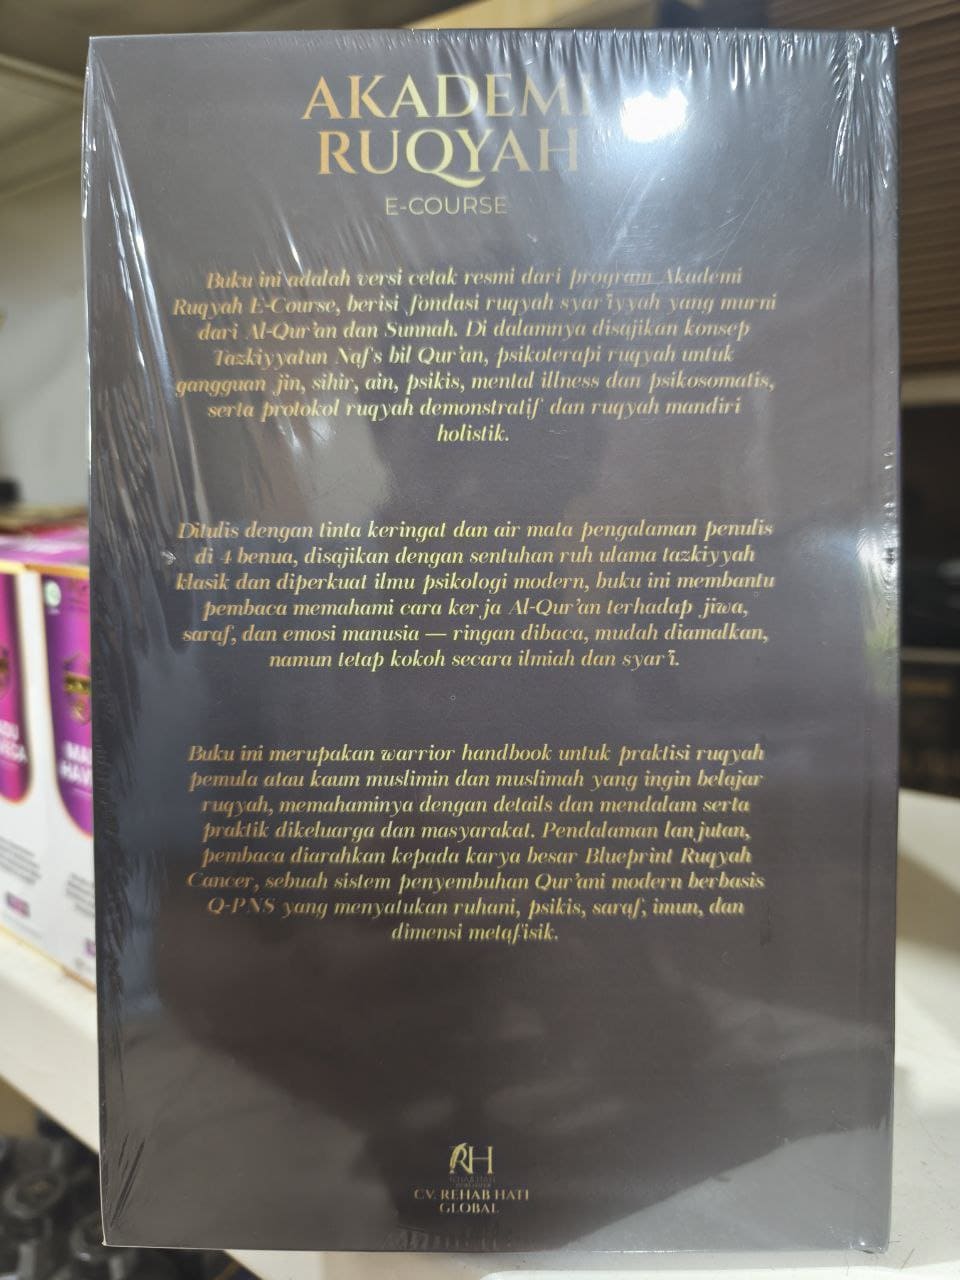 AKADEMI
RUQYAH
E-COURSE
Buku ini adalah versi cetak resmi dari program Akademi
Ruqyah E-Course, berisi fondasi ruqyah syar'iyyah yang murni
dari Al-Qur'an dan Sunnah. Di dalamnya disajikan konsep
Tazkiyyatun Nafs bil Qur'an, psikoterapi ruqyah untuk
gangguan jin, sihir, ain, psikis, mental illness dan psikosomatis,
serta protokol ruqyah demonstratif dan ruqyah mandiri
holistik.
Ditulis dengan tinta keringat dan air mata pengalaman penulis
di 4 benua, disajikan dengan sentuhan ruh ulama tazkiyyah
klasik dan diperkuat ilmu psikologi modern, buku ini membantu
pembaca memahami cara kerja Al-Qur'an terhadap jiwa,
saraf, dan emosi manusia — ringan dibaca, mudah diamalkan,
namun tetap kokoh secara ilmiah dan syar'i.
Buku ini merupakan warrior handbook untuk praktisi ruqyah
pemula atau kaum muslimin dan muslimah yang ingin belajar
ruqyah, memahaminya dengan details dan mendalam serta
praktik dikeluarga dan masyarakat. Pendalaman lanjutan,
pembaca diarahkan kepada karya besar Blueprint Ruqyah
Cancer, sebuah sistem penyembuhan Qur'ani modern berbasis
Q-PNS yang menyatukan ruhani, psikis, saraf, imun, dan
dimensi metafisik.
RH
CV. REHAB HATI
GLOBAL